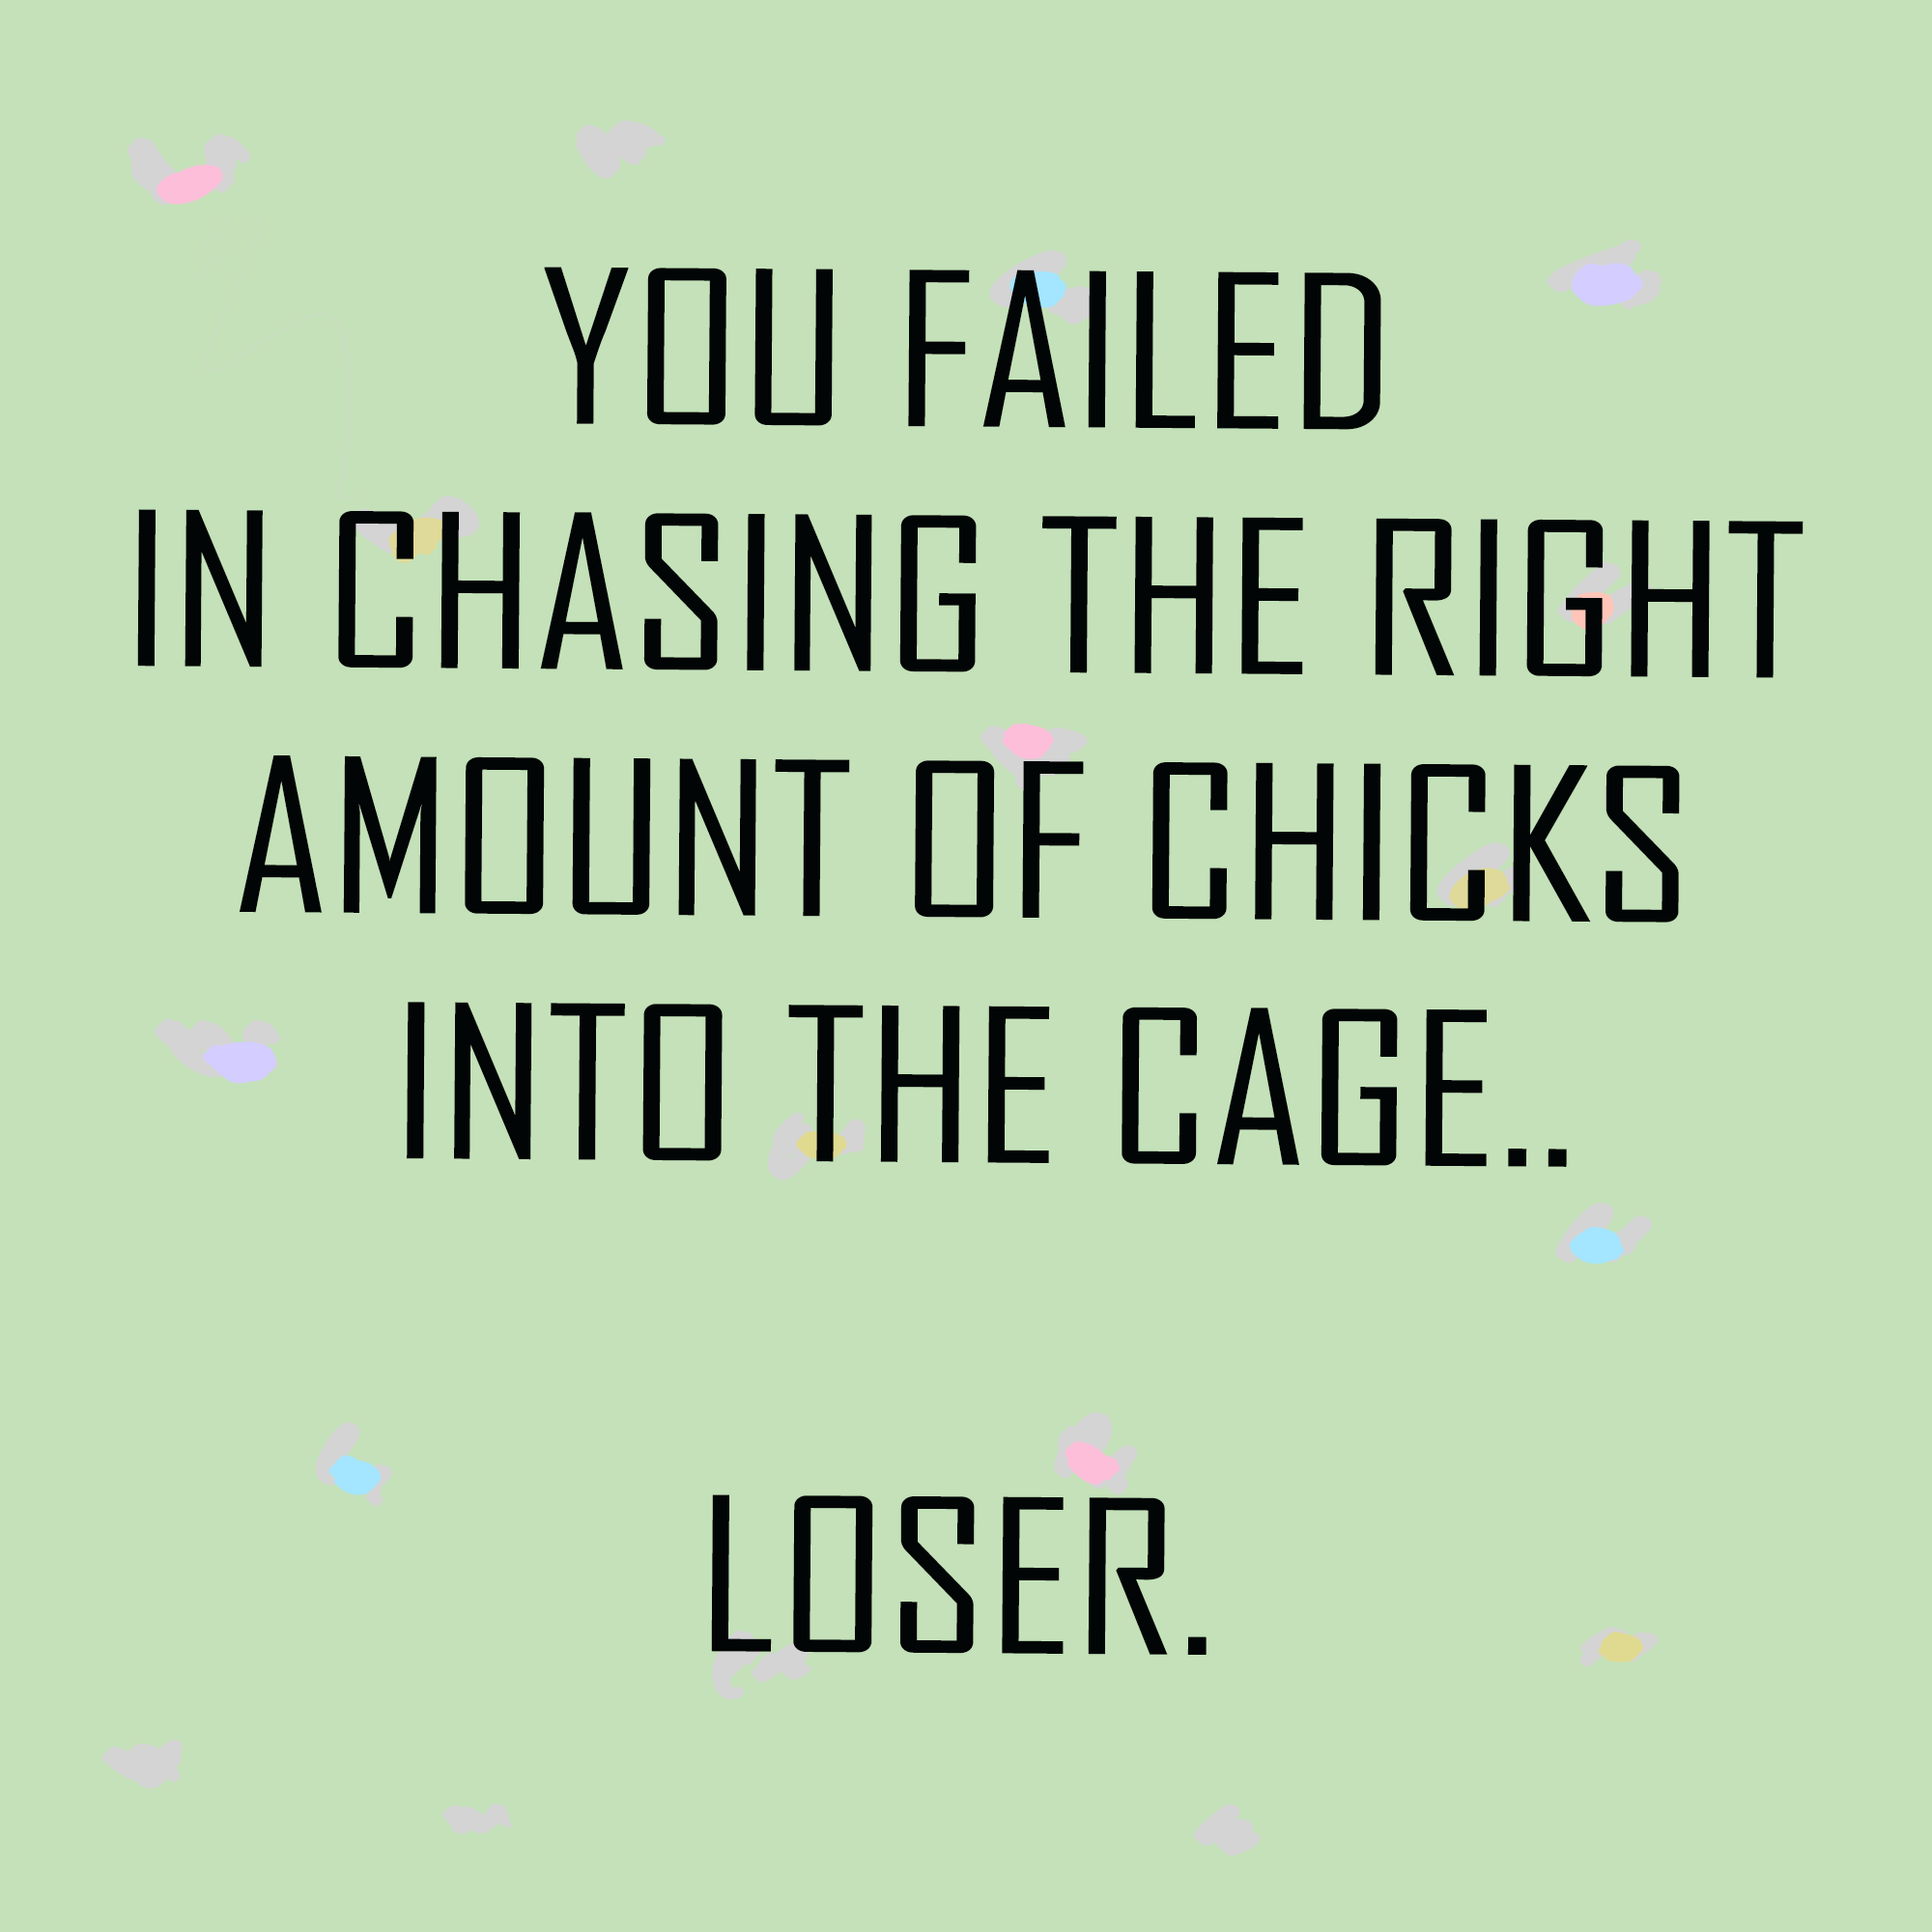 YOU FAILED
IN CHASING THE RIGHT
AMOUNT OF CHICKS
INTO THE CAGE..
LOSER.